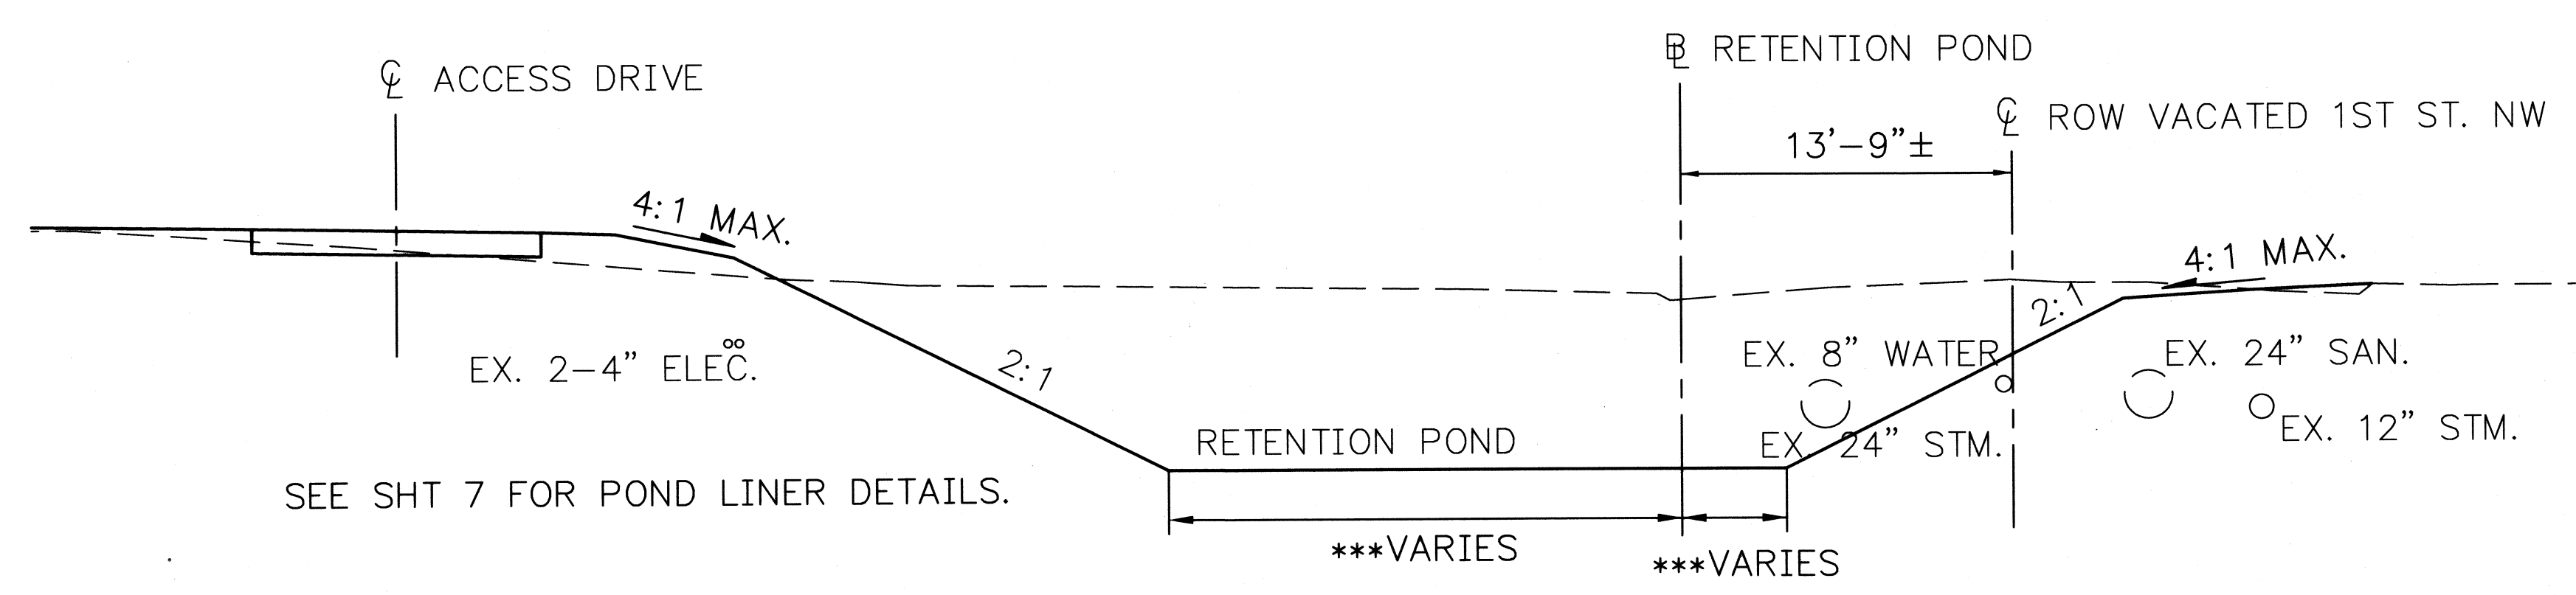 ℄ ACCESS DRIVE
BL RETENTION POND
℄ ROW VACATED 1ST ST. NW
13'-9"±
4:1 MAX.
4:1 MAX.
2:1
2:1
EX. 2-4" ELEC.
EX. 8" WATER
EX. 24" SAN.
EX. 24" STM.
EX. 12" STM.
RETENTION POND
SEE SHT 7 FOR POND LINER DETAILS.
***VARIES
***VARIES